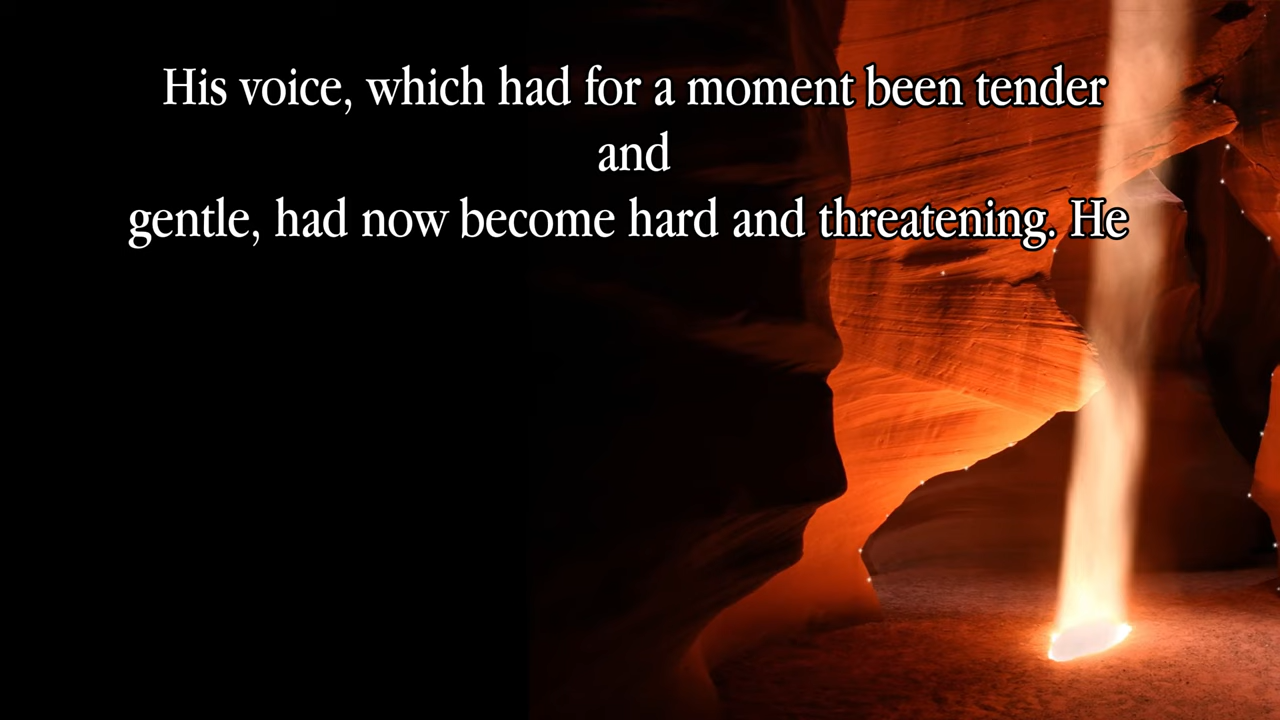 His voice, which had for a moment been tender
and
gentle, had now become hard and threatening. He